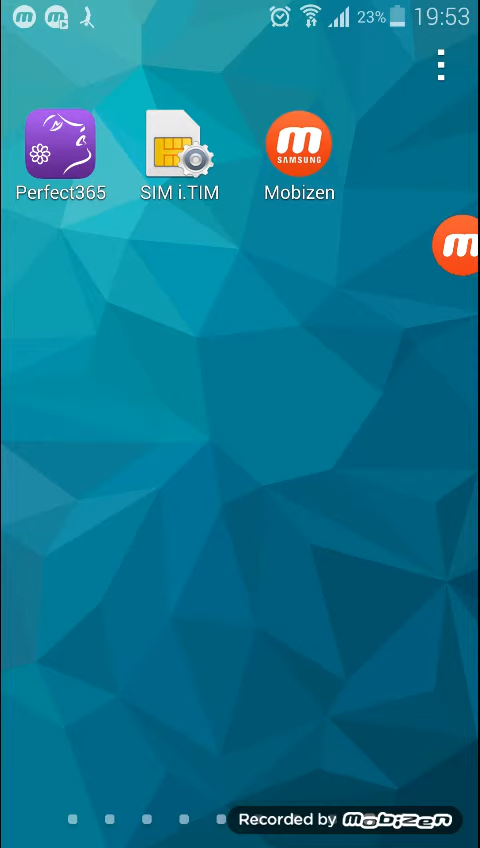 23% 19:53
m SAMSUNG
Perfect365 SIM i.TIM Mobizen
m
Recorded by Mobizen